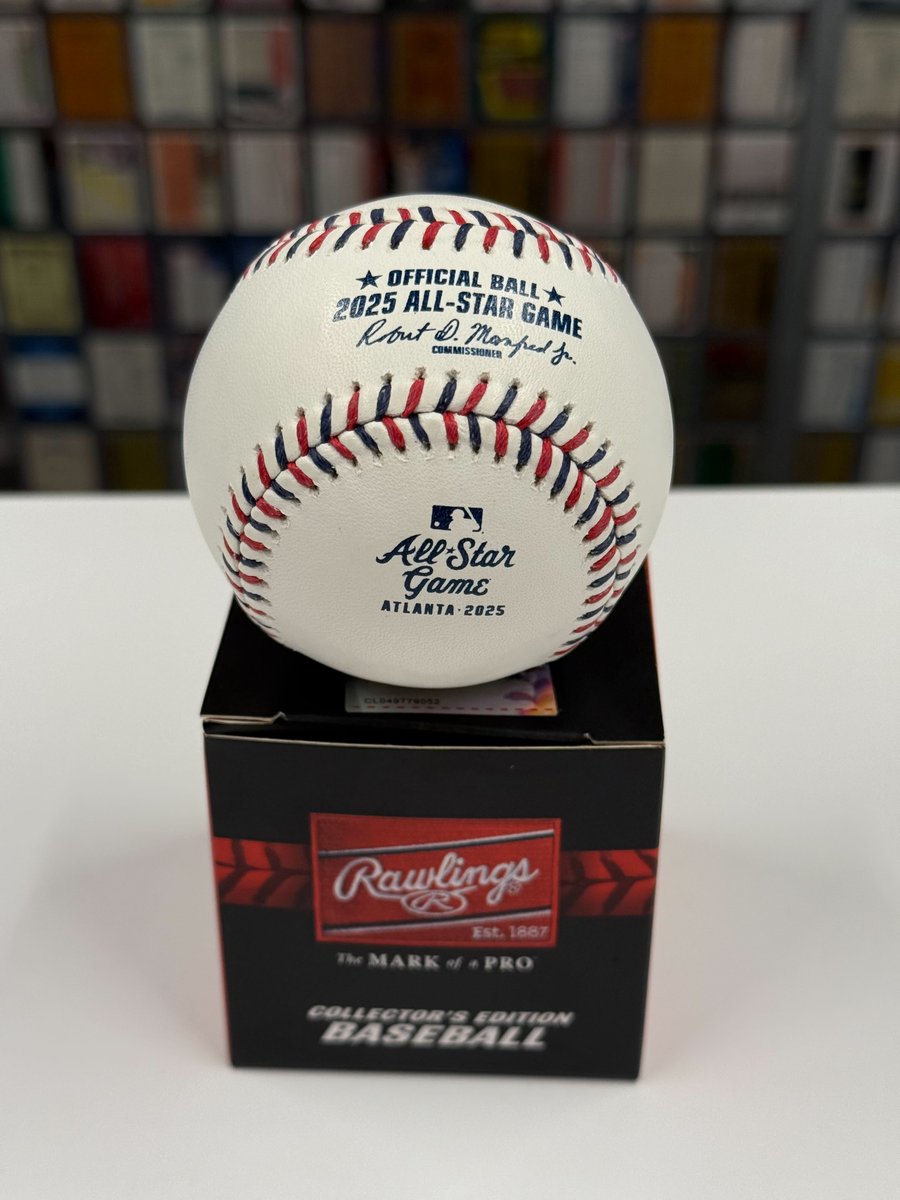 ★ OFFICIAL BALL ★
2025 ALL-STAR GAME
Robert D. Manfred Jr.
COMMISSIONER
All★Star
Game
ATLANTA · 2025
Rawlings
R
Est. 1887
The MARK of a PRO
COLLECTOR'S EDITION
BASEBALL